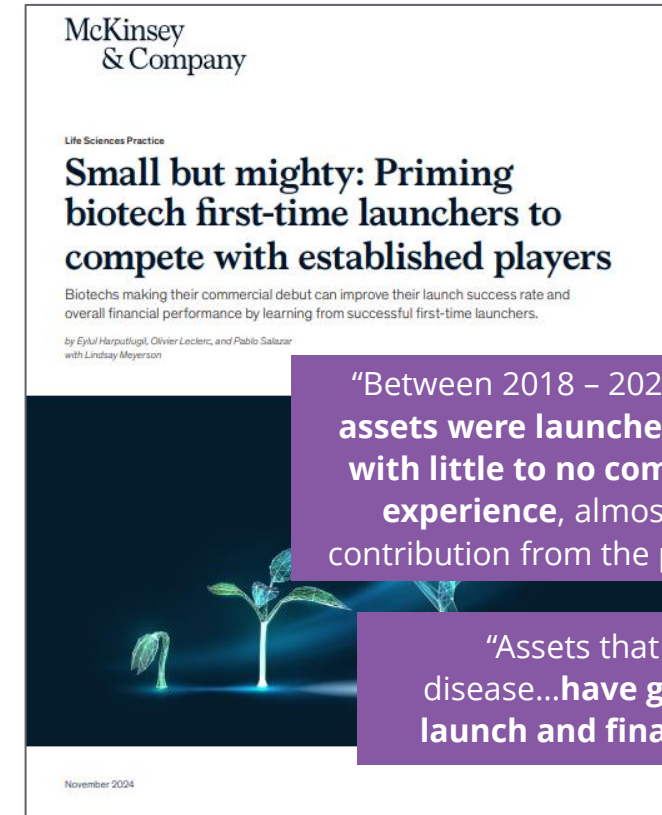 McKinsey
& Company
Life Sciences Practice
Small but mighty: Priming
biotech first-time launchers to
compete with established players
Biotechs making their commercial debut can improve their launch success rate and
overall financial performance by learning from successful first-time launchers.
by Eylul Harputlugil, Olivier Leclerc, and Pablo Salazar
with Lindsay Meyerson
“Between 2018 – 202
assets were launche
with little to no com
experience, almos
contribution from the
“Assets that
disease…have g
launch and fina
November 2024